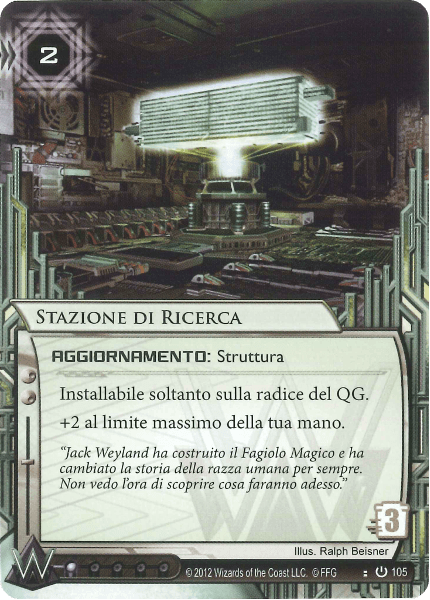 2
STAZIONE DI RICERCA
AGGIORNAMENTO: Struttura
Installabile soltanto sulla radice del QG.
+2 al limite massimo della tua mano.
“Jack Weyland ha costruito il Fagiolo Magico e ha
cambiato la storia della razza umana per sempre.
Non vedo l’ora di scoprire cosa faranno adesso.”
3
Illus. Ralph Beisner
W
© 2012 Wizards of the Coast LLC. © FFG
105